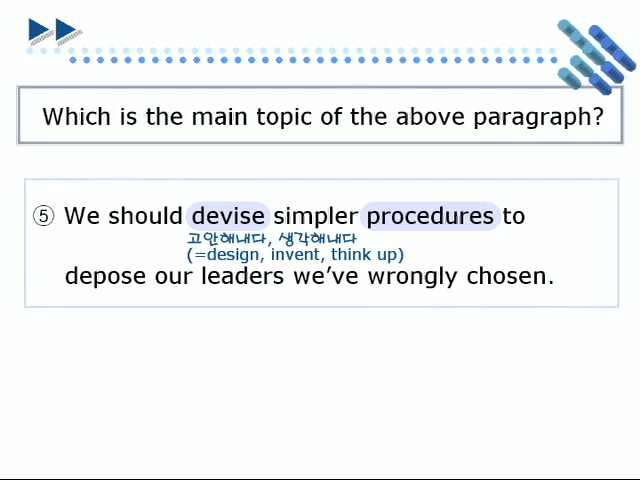 Which is the main topic of the above paragraph?
⑤ We should devise simpler procedures to
고안해내다, 생각해내다
(=design, invent, think up)
depose our leaders we've wrongly chosen.